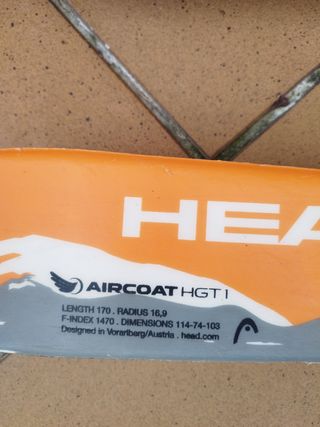 HEA
AIRCOAT HGT 1
LENGTH 170 . RADIUS 16,9
F-INDEX 1470 . DIMENSIONS 114-74-103
Designed in Vorarlberg/Austria . head.com